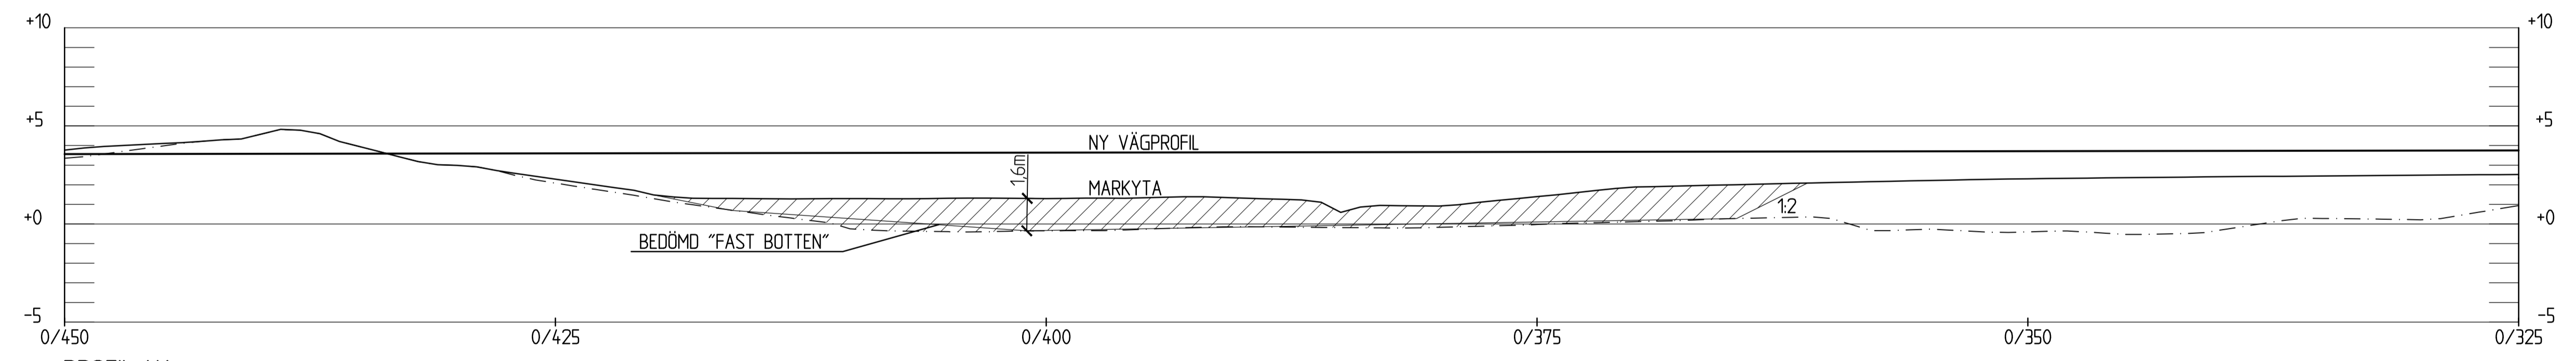 +10 +10
+5 +5
NY VÄGPROFIL
1,6m
MARKYTA
1:2
+0 +0
BEDÖMD "FAST BOTTEN"
-5 -5
0/450 0/425 0/400 0/375 0/350 0/325